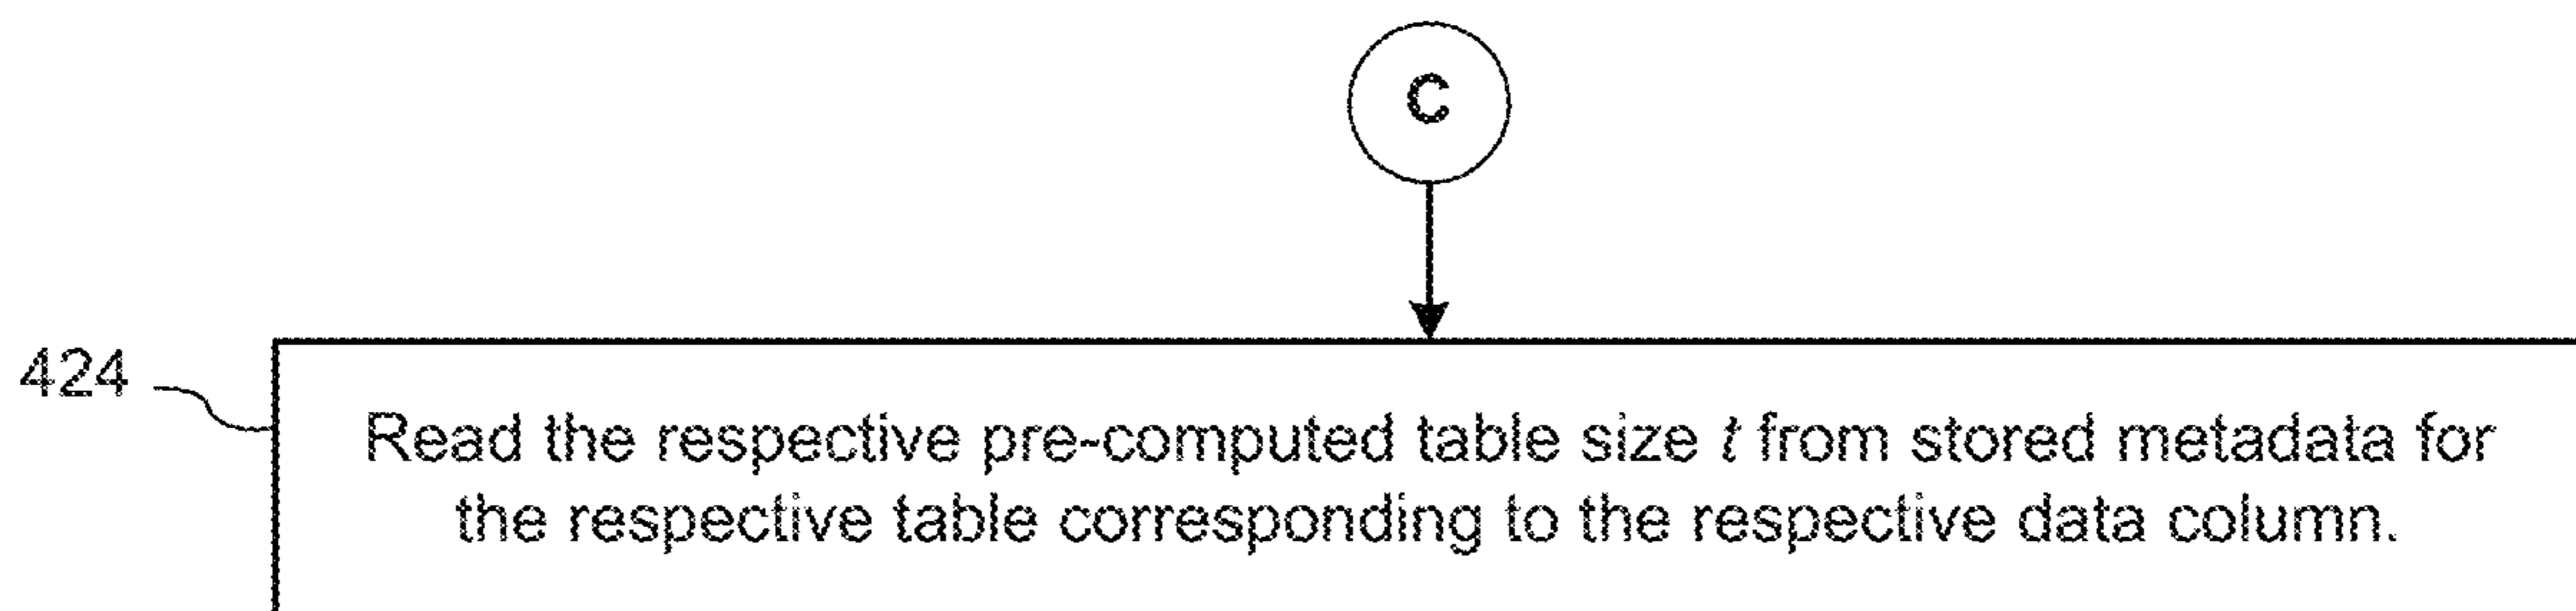 C
424
Read the respective pre-computed table size t from stored metadata for
the respective table corresponding to the respective data column.